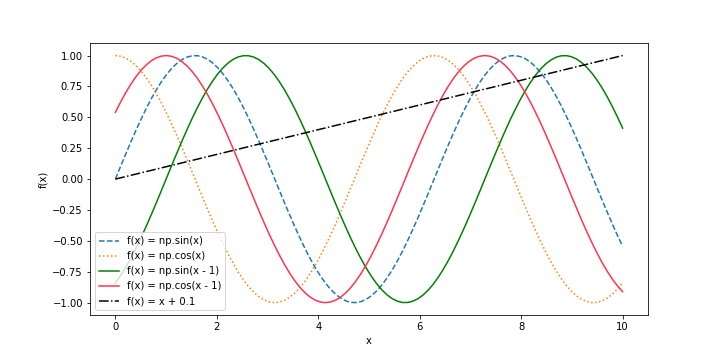 1.00
0.75
0.50
0.25
0.00
−0.25
−0.50
−0.75
−1.00
f(x)
f(x) = np.sin(x)
f(x) = np.cos(x)
f(x) = np.sin(x - 1)
f(x) = np.cos(x - 1)
f(x) = x + 0.1
0 2 4 6 8 10
x